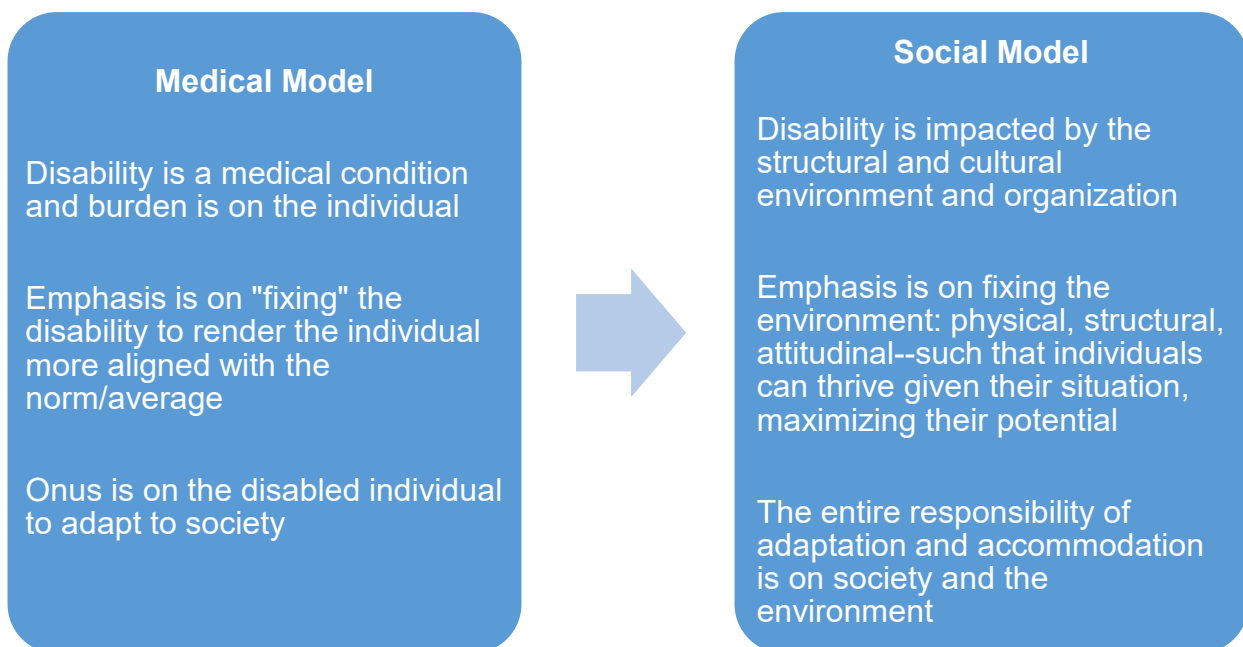 Medical Model
Disability is a medical condition
and burden is on the individual
Emphasis is on "fixing" the
disability to render the individual
more aligned with the
norm/average
Onus is on the disabled individual
to adapt to society
Social Model
Disability is impacted by the
structural and cultural
environment and organization
Emphasis is on fixing the
environment: physical, structural,
attitudinal--such that individuals
can thrive given their situation,
maximizing their potential
The entire responsibility of
adaptation and accommodation
is on society and the
environment